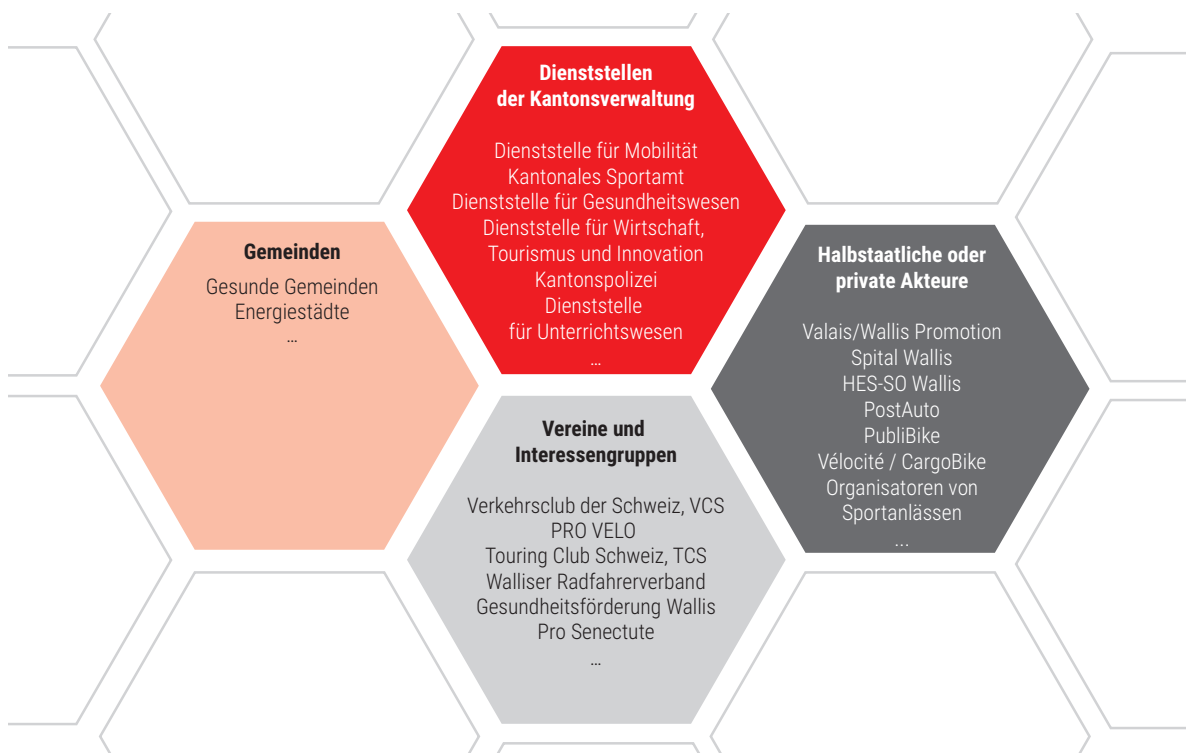 Dienststellen
der Kantonsverwaltung
Dienststelle für Mobilität
Kantonales Sportamt
Dienststelle für Gesundheitswesen
Dienststelle für Wirtschaft,
Tourismus und Innovation
Kantonspolizei
Dienststelle
für Unterrichtswesen
...
Gemeinden
Gesunde Gemeinden
Energiestädte
...
Halbstaatliche oder
private Akteure
Valais/Wallis Promotion
Spital Wallis
HES-SO Wallis
PostAuto
PubliBike
Vélocité / CargoBike
Organisatoren von
Sportanlässen
...
Vereine und
Interessengruppen
Verkehrsclub der Schweiz, VCS
PRO VELO
Touring Club Schweiz, TCS
Walliser Radfahrerverband
Gesundheitsförderung Wallis
Pro Senectute
...